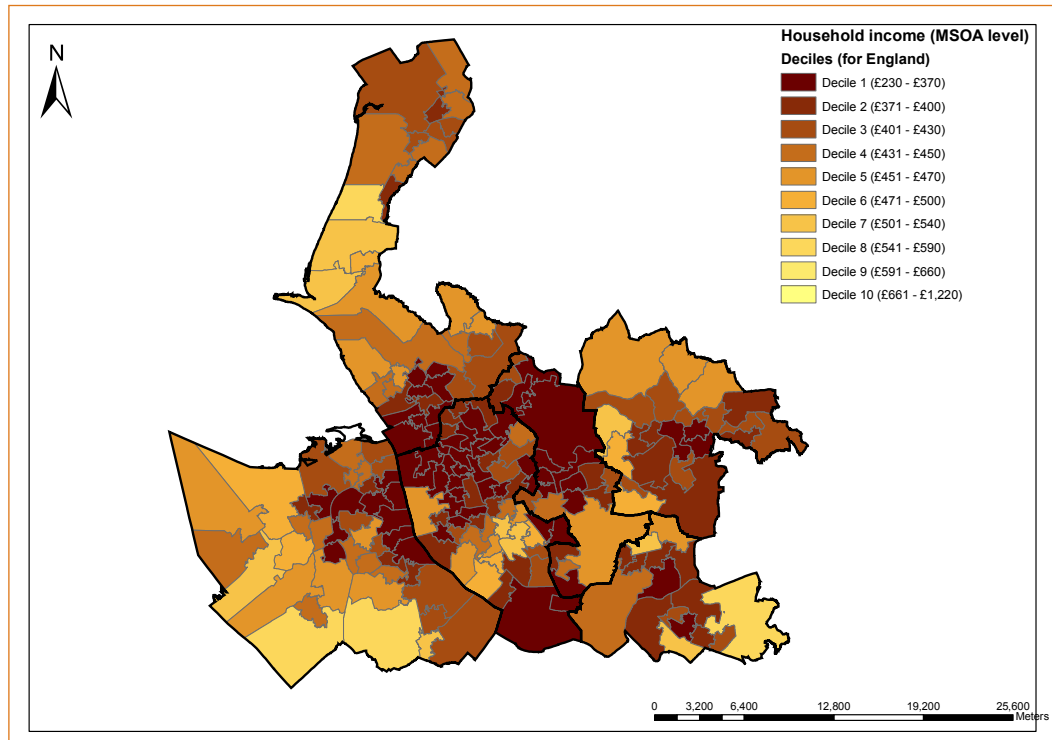 Household income (MSOA level)
Deciles (for England)
N
Decile 1 (£230 - £370)
Decile 2 (£371 - £400)
Decile 3 (£401 - £430)
Decile 4 (£431 - £450)
Decile 5 (£451 - £470)
Decile 6 (£471 - £500)
Decile 7 (£501 - £540)
Decile 8 (£541 - £590)
Decile 9 (£591 - £660)
Decile 10 (£661 - £1,220)
0 3,200 6,400 12,800 19,200 25,600
Meters